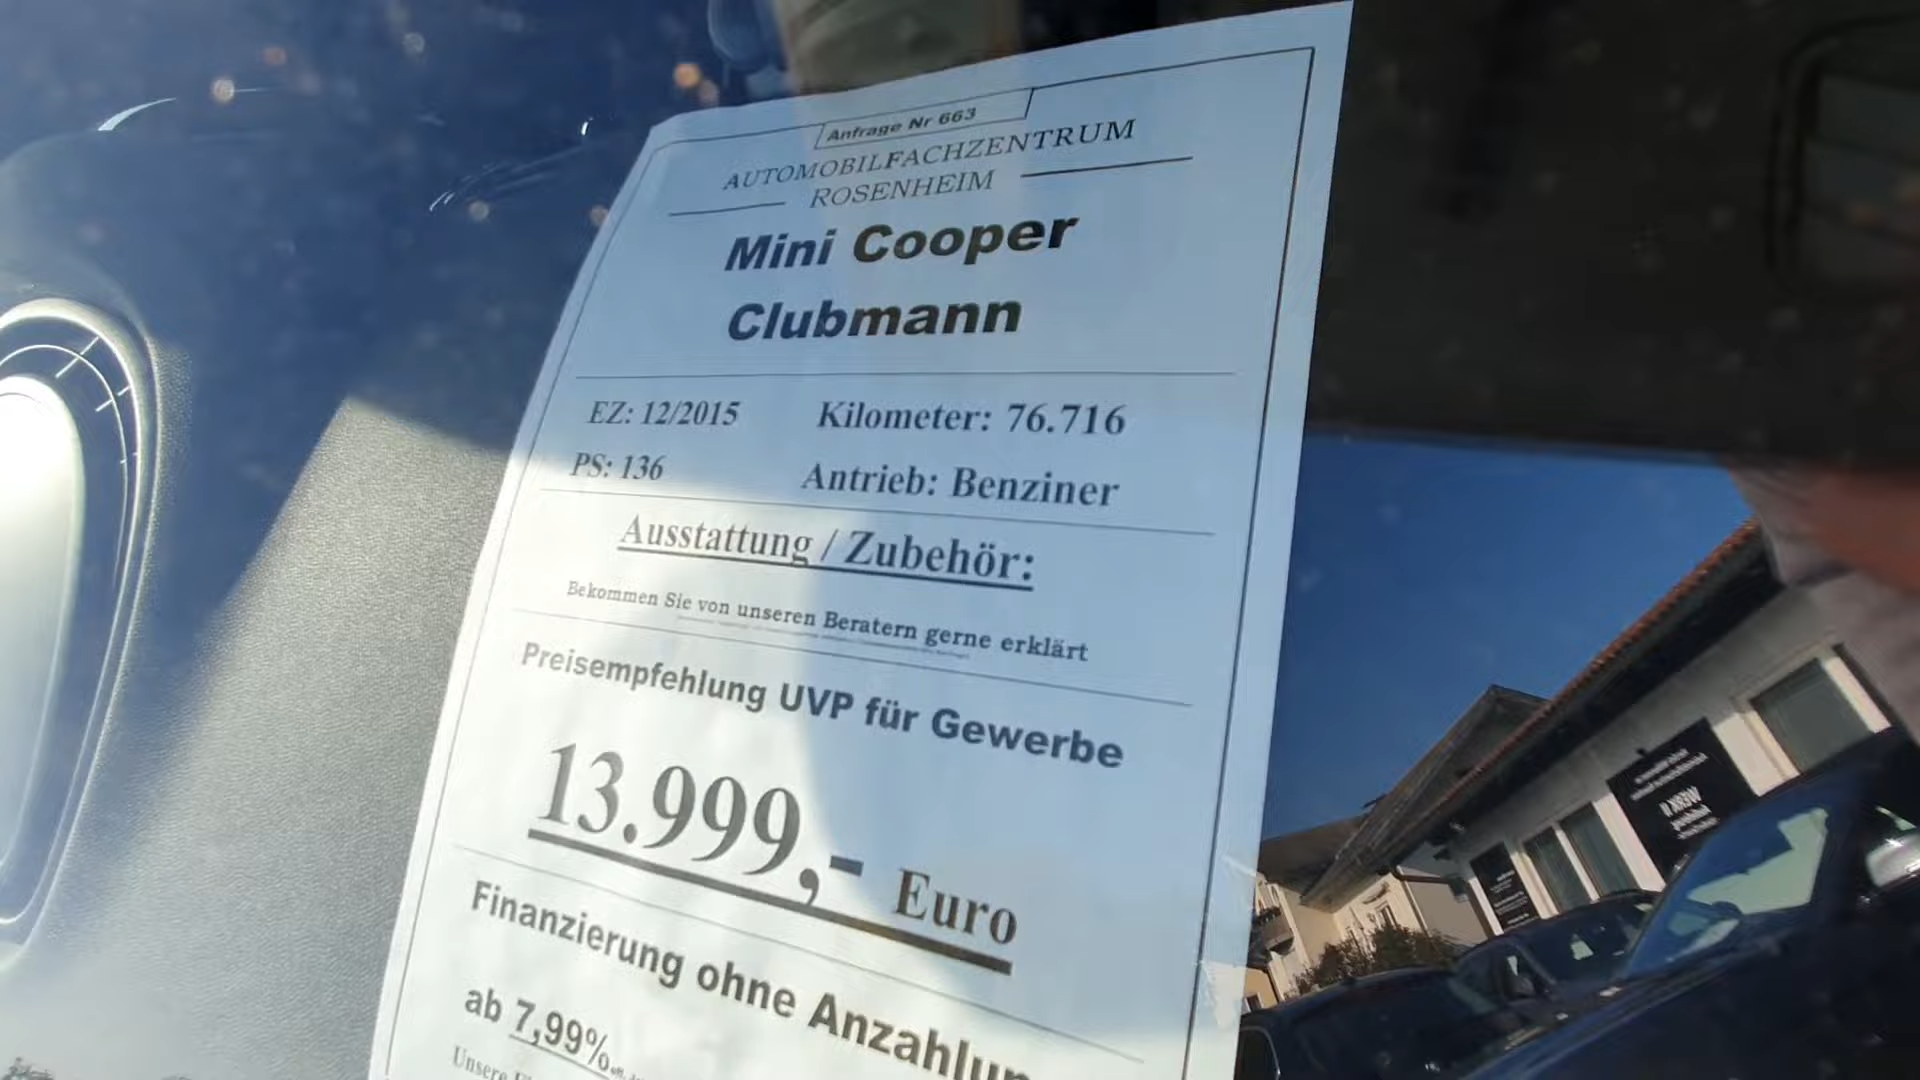 Anfrage Nr 663
AUTOMOBILFACHZENTRUM
ROSENHEIM
Mini Cooper
Clubmann
EZ: 12/2015 Kilometer: 76.716
PS: 136 Antrieb: Benziner
Ausstattung / Zubehör:
Bekommen Sie von unseren Beratern gerne erklärt
Preisempfehlung UVP für Gewerbe
13.999,- Euro
Finanzierung ohne
ab 7,99%
Unsere
WERK II